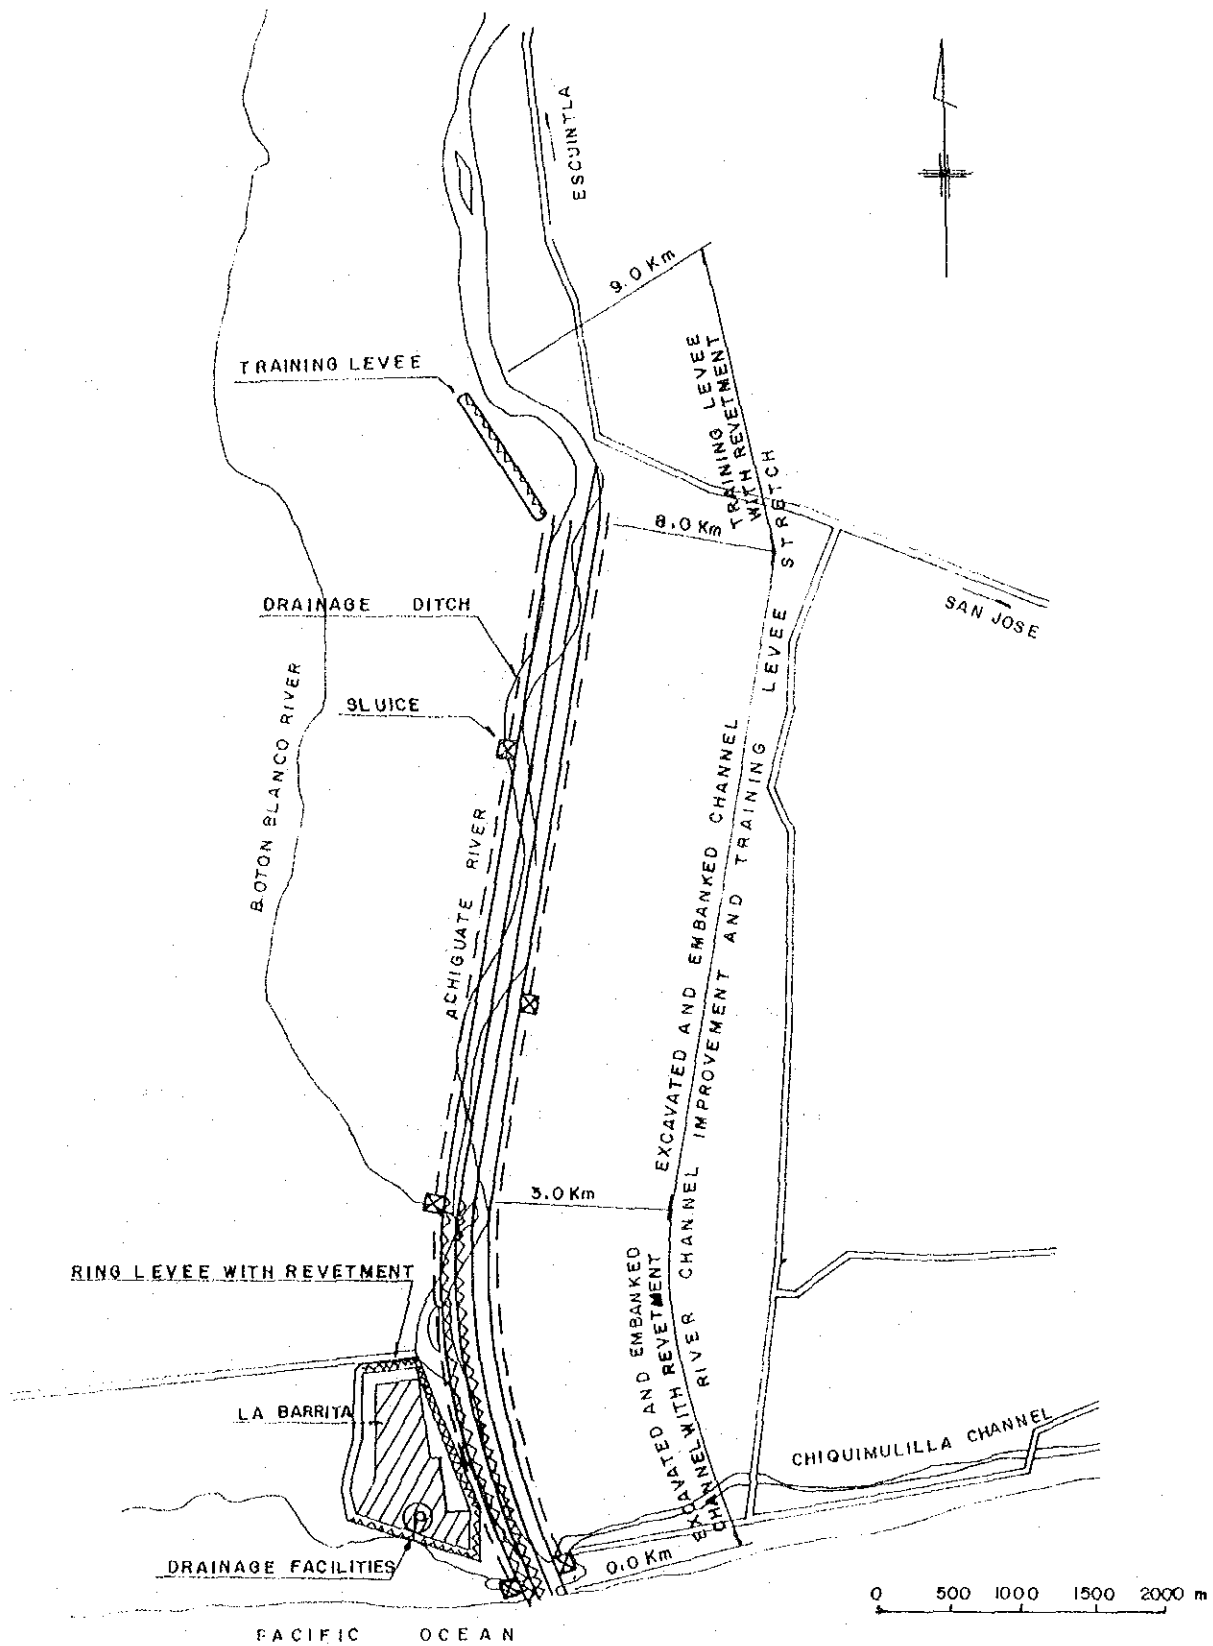 ESCUINTLA
9.0 Km
TRAINING LEVEE
TRAINING LEVEE
WITH REVETMENT
8.0 Km
SAN JOSE
DRAINAGE DITCH
SLUICE
BOTON BLANCO RIVER
ACHIGUATE RIVER
EXCAVATED AND EMBANKED CHANNEL
RIVER CHANNEL IMPROVEMENT AND TRAINING LEVEE STRETCH
3.0 Km
RING LEVEE WITH REVETMENT
EXCAVATED AND EMBANKED
CHANNEL WITH REVETMENT
LA BARRITA
CHIQUIMULILLA CHANNEL
P
DRAINAGE FACILITIES
0.0 Km
0 500 1000 1500 2000 m
PACIFIC OCEAN